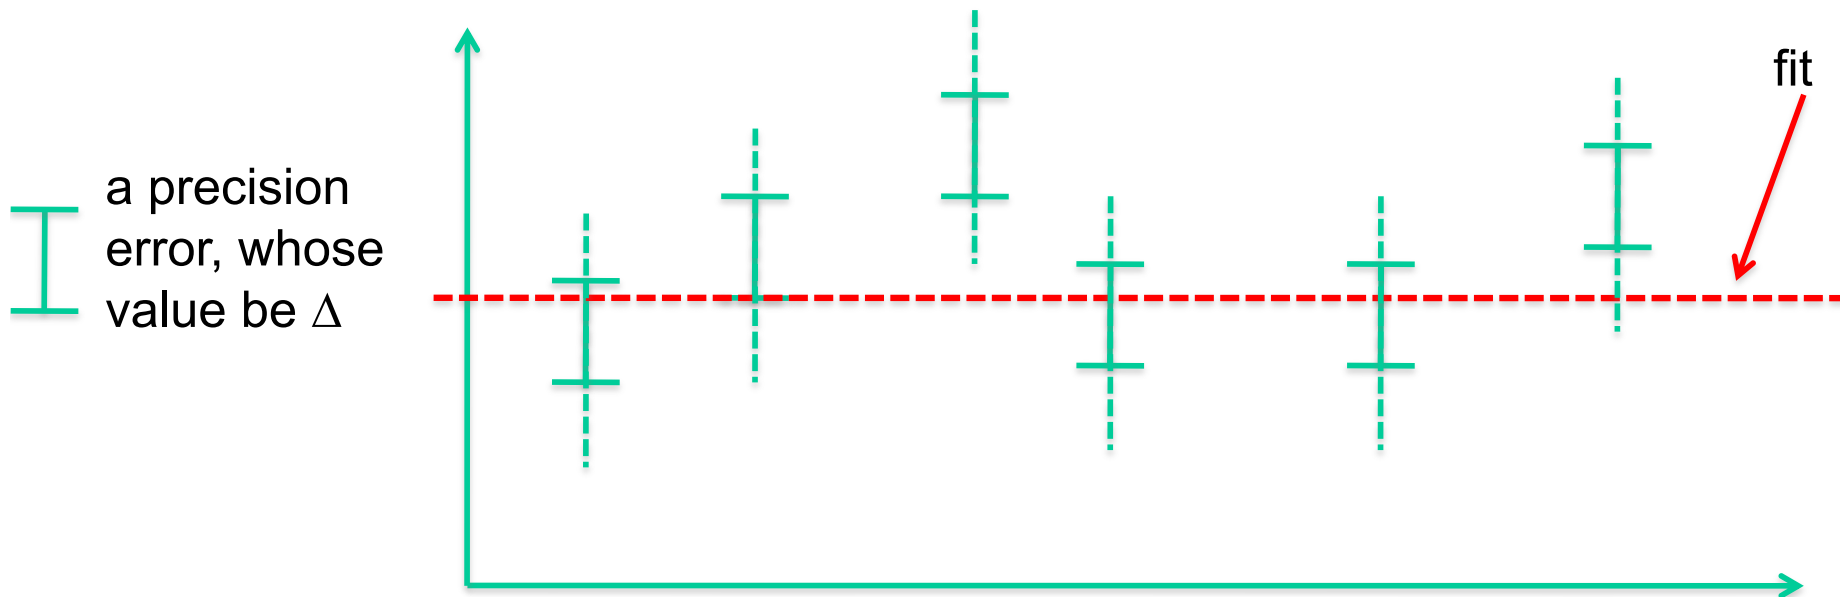 fit
a precision
error, whose
value be Δ